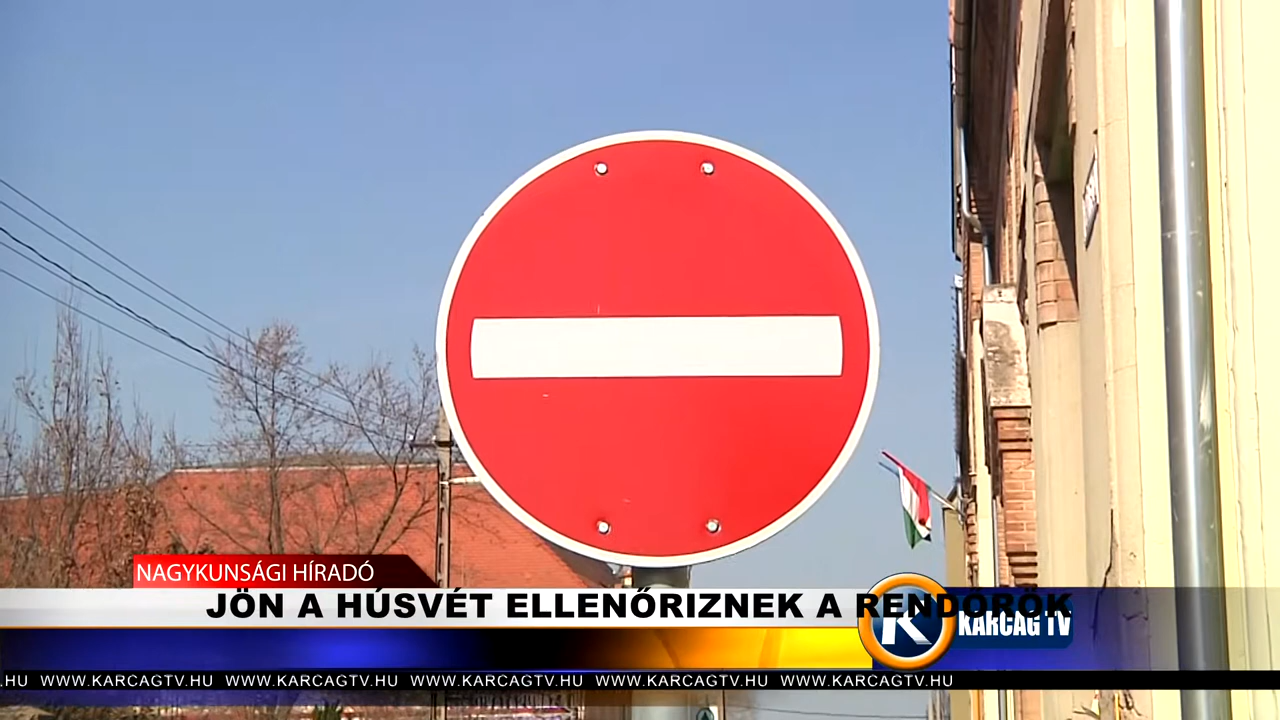 NAGYKUNSÁGI HÍRADÓ
JÖN A HÚSVÉT ELLENŐRIZNEK A RENDŐRÖK
K KARCAG TV
.HU WWW.KARCAGTV.HU WWW.KARCAGTV.HU WWW.KARCAGTV.HU WWW.KARCAGTV.HU WWW.KARCAGTV.HU